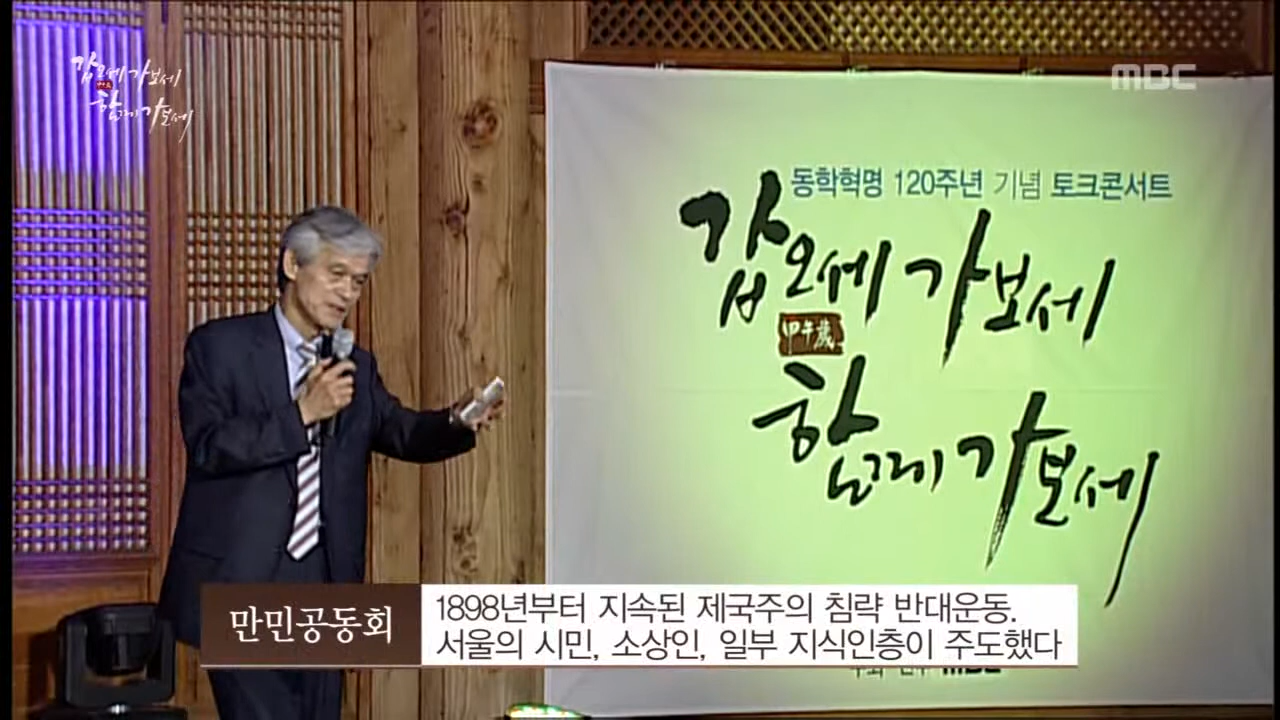 갑오세 가보세
함께 가보세
MBC
동학혁명 120주년 기념 토크콘서트
갑오세 가보세
甲午歲
함께 가보세
만민공동회
1898년부터 지속된 제국주의 침략 반대운동.
서울의 시민, 소상인, 일부 지식인층이 주도했다
MBC